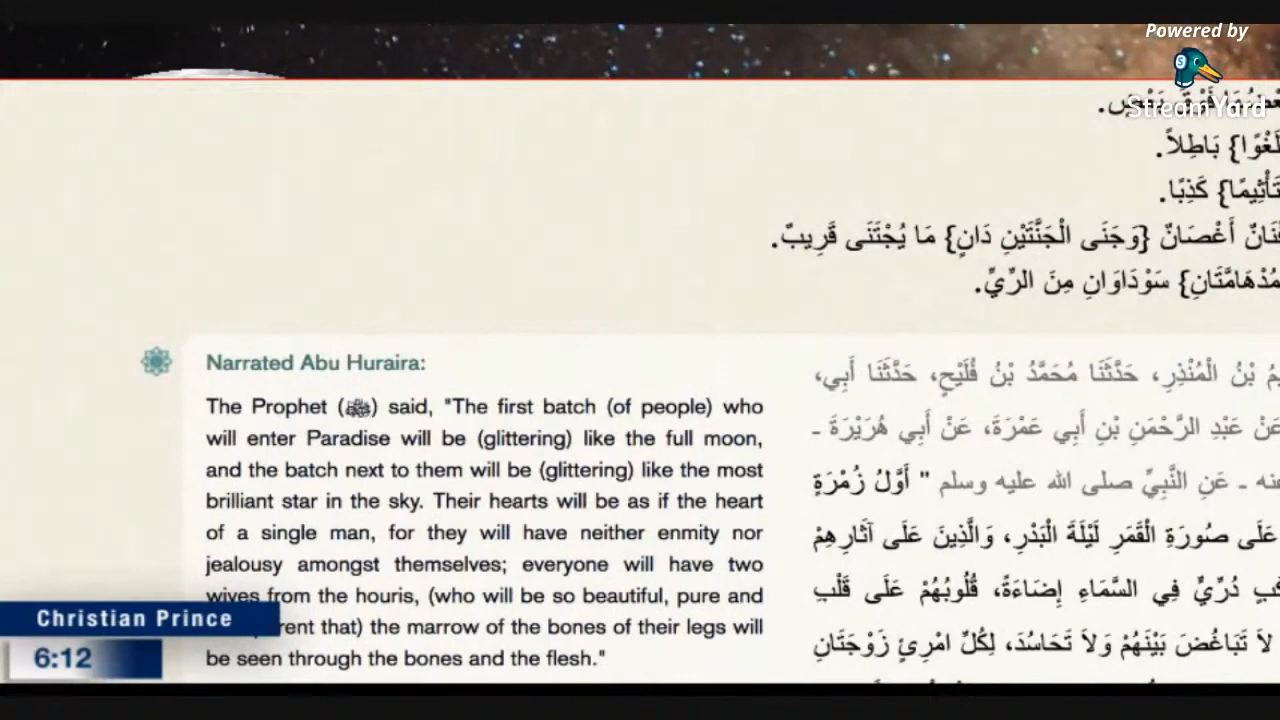 Powered by
StreamYard
لَغْوًا} بَاطِلاً.
تَأْثِيمًا} كَذِبًا.
أَغْصَانٌ {وَجَنَى الْجَنَّتَيْنِ دَانٍ} مَا يُجْتَنَى قَرِيبٌ.
مُدْهَامَّتَانِ} سَوْدَاوَانِ مِنَ الرِّيِّ.
Narrated Abu Huraira:
The Prophet (ﷺ) said, "The first batch (of people) who
will enter Paradise will be (glittering) like the full moon,
and the batch next to them will be (glittering) like the most
brilliant star in the sky. Their hearts will be as if the heart
of a single man, for they will have neither enmity nor
jealousy amongst themselves; everyone will have two
wives from the houris, (who will be so beautiful, pure and
that) the marrow of the bones of their legs will
be seen through the bones and the flesh."
بْنُ الْمُنْذِرِ، حَدَّثَنَا مُحَمَّدُ بْنُ فُلَيْحٍ، حَدَّثَنَا أَبِي،
عَنْ عَبْدِ الرَّحْمَنِ بْنِ أَبِي عَمْرَةَ، عَنْ أَبِي هُرَيْرَةَ ـ
عنه ـ عَنِ النَّبِيِّ صلى الله عليه وسلم " أَوَّلُ زُمْرَةٍ
عَلَى صُورَةِ الْقَمَرِ لَيْلَةَ الْبَدْرِ، وَالَّذِينَ عَلَى آثَارِهِمْ
دُرِّيٍّ فِي السَّمَاءِ إِضَاءَةً، قُلُوبُهُمْ عَلَى قَلْبِ
لاَ تَبَاغُضَ بَيْنَهُمْ وَلاَ تَحَاسُدَ، لِكُلِّ امْرِئٍ زَوْجَتَانِ
Christian Prince
6:12